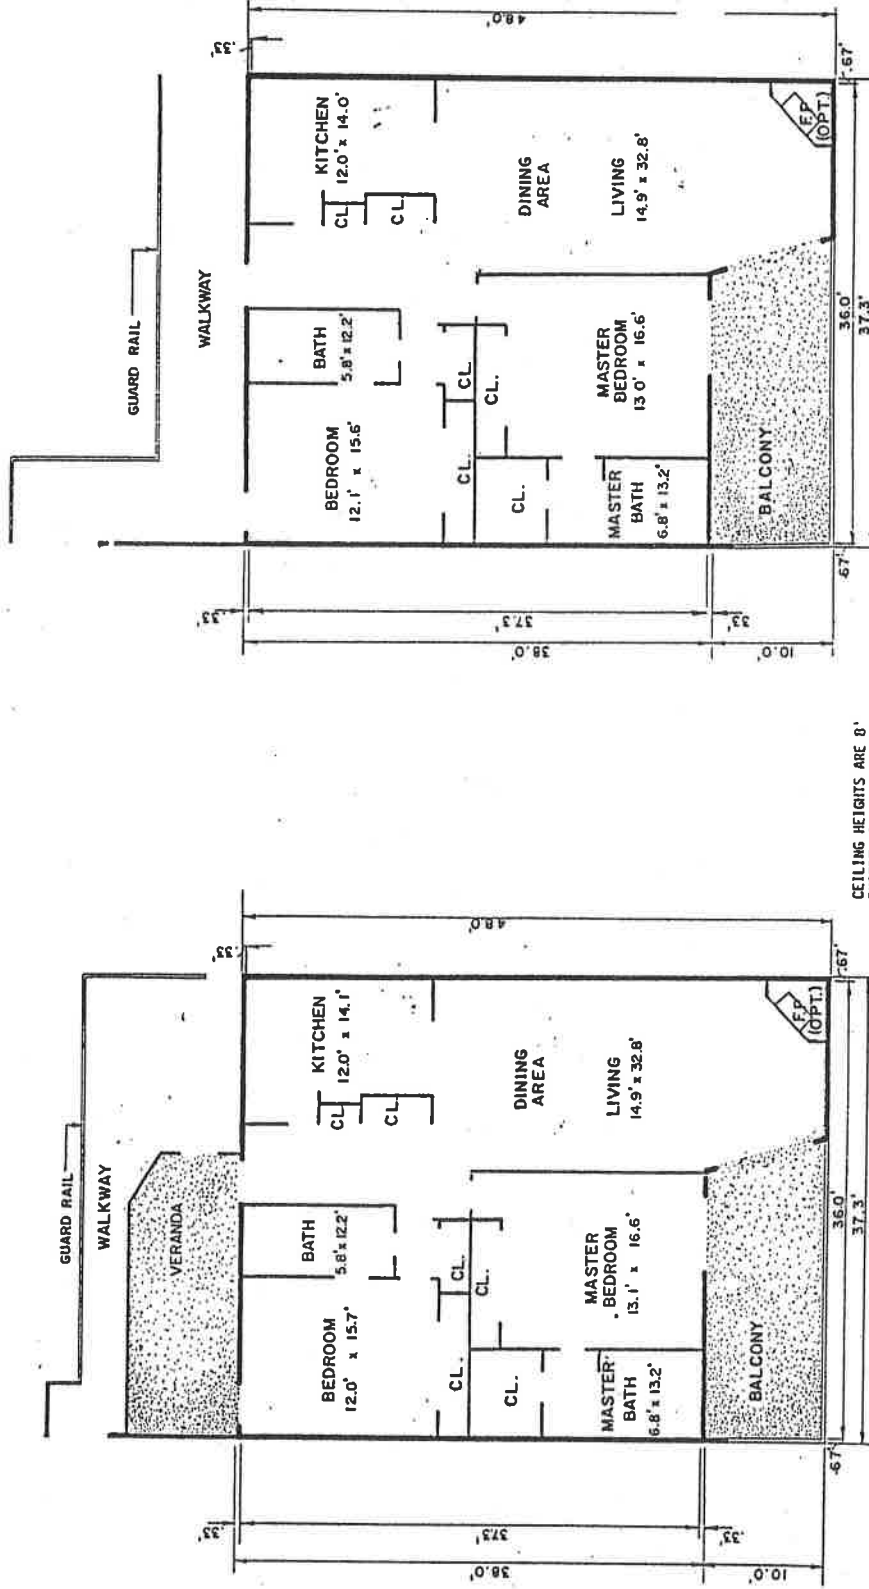 GUARD RAIL
WALKWAY
VERANDA
.33'
BEDROOM
12.0' x 15.7'
BATH
5.8' x 12.2'
KITCHEN
12.0' x 14.1'
CL.
CL.
CL.
CL.
CL.
CL.
DINING
AREA
LIVING
14.9' x 32.8'
MASTER
BEDROOM
13.1' x 16.6'
MASTER
BATH
6.8' x 13.2'
BALCONY
F.P.
(OPT.)
.33'
37.3'
38.0'
.33'
10.0'
48.0'
.67'
36.0'
37.3'
.67'
CEILING HEIGHTS ARE 8'
GUARD RAIL
WALKWAY
.33'
BEDROOM
12.1' x 15.6'
BATH
5.8' x 12.2'
KITCHEN
12.0' x 14.0'
CL.
CL.
CL.
CL.
CL.
CL.
DINING
AREA
LIVING
14.9' x 32.8'
MASTER
BEDROOM
13.0' x 16.6'
MASTER
BATH
6.8' x 13.2'
BALCONY
F.P.
(OPT.)
.33'
37.3'
38.0'
.33'
10.0'
48.0'
.67'
36.0'
37.3'
.67'